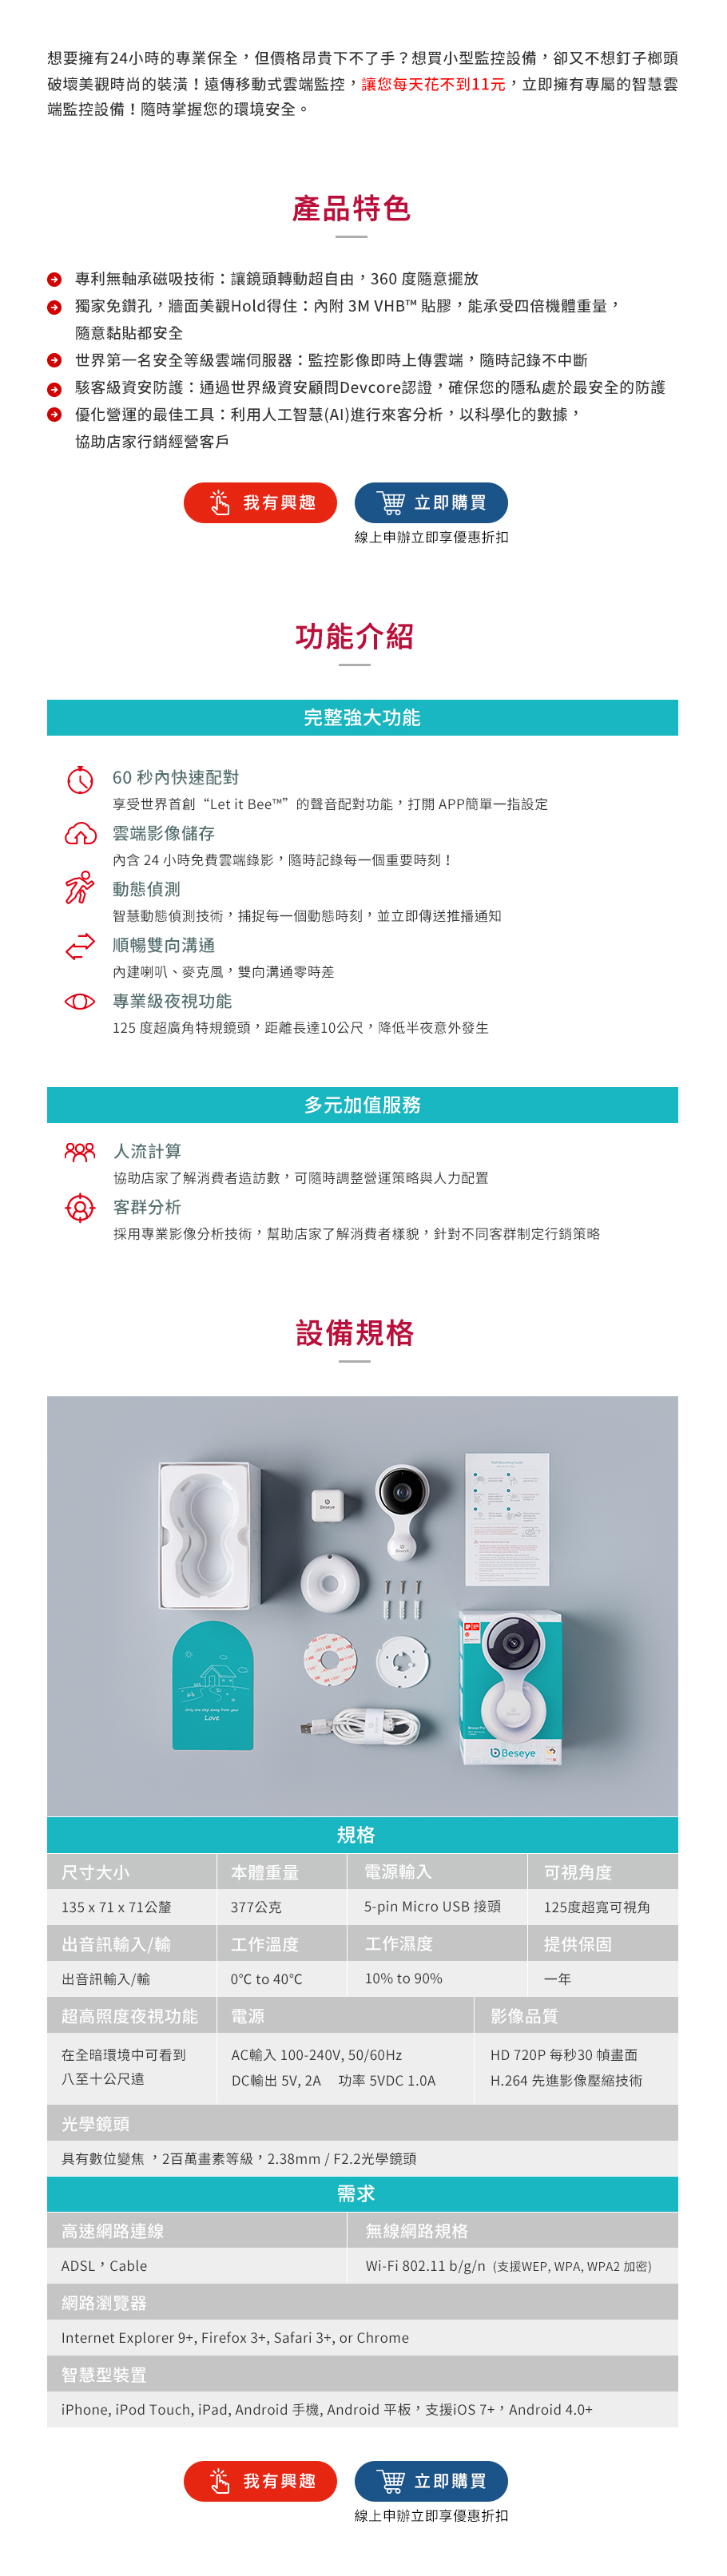 想要擁有24小時的專業保全，但價格昂貴下不了手？想買小型監控設備，卻又不想釘子榔頭
破壞美觀時尚的裝潢！遠傳移動式雲端監控，讓您每天花不到11元，立即擁有專屬的智慧雲
端監控設備！隨時掌握您的環境安全。
產品特色
專利無軸承磁吸技術：讓鏡頭轉動超自由，360 度隨意擺放
獨家免鑽孔，牆面美觀Hold得住：內附 3M VHB™ 貼膠，能承受四倍機體重量，
隨意黏貼都安全
世界第一名安全等級雲端伺服器：監控影像即時上傳雲端，隨時記錄不中斷
駭客級資安防護：通過世界級資安顧問Devcore認證，確保您的隱私處於最安全的防護
優化營運的最佳工具：利用人工智慧(AI)進行來客分析，以科學化的數據，
協助店家行銷經營客戶
我有興趣 立即購買
線上申辦立即享優惠折扣
功能介紹
完整強大功能
60 秒內快速配對
享受世界首創“Let it Bee™”的聲音配對功能，打開 APP簡單一指設定
雲端影像儲存
內含 24 小時免費雲端錄影，隨時記錄每一個重要時刻！
動態偵測
智慧動態偵測技術，捕捉每一個動態時刻，並立即傳送推播通知
順暢雙向溝通
內建喇叭、麥克風，雙向溝通零時差
專業級夜視功能
125 度超廣角特規鏡頭，距離長達10公尺，降低半夜意外發生
多元加值服務
人流計算
協助店家了解消費者造訪數，可隨時調整營運策略與人力配置
客群分析
採用專業影像分析技術，幫助店家了解消費者樣貌，針對不同客群制定行銷策略
設備規格
Beseye
Beseye
Only one step away from your
Love
Beseye
規格
尺寸大小 本體重量 電源輸入 可視角度
135 x 71 x 71公釐 377公克 5-pin Micro USB 接頭 125度超寬可視角
出音訊輸入/輸 工作溫度 工作濕度 提供保固
出音訊輸入/輸 0℃ to 40℃ 10% to 90% 一年
超高照度夜視功能 電源 影像品質
在全暗環境中可看到 AC輸入 100-240V, 50/60Hz HD 720P 每秒30 幀畫面
八至十公尺遠 DC輸出 5V, 2A 功率 5VDC 1.0A H.264 先進影像壓縮技術
光學鏡頭
具有數位變焦 ，2百萬畫素等級，2.38mm / F2.2光學鏡頭
需求
高速網路連線 無線網路規格
ADSL，Cable Wi-Fi 802.11 b/g/n (支援WEP, WPA, WPA2 加密)
網路瀏覽器
Internet Explorer 9+, Firefox 3+, Safari 3+, or Chrome
智慧型裝置
iPhone, iPod Touch, iPad, Android 手機, Android 平板，支援iOS 7+，Android 4.0+
我有興趣 立即購買
線上申辦立即享優惠折扣